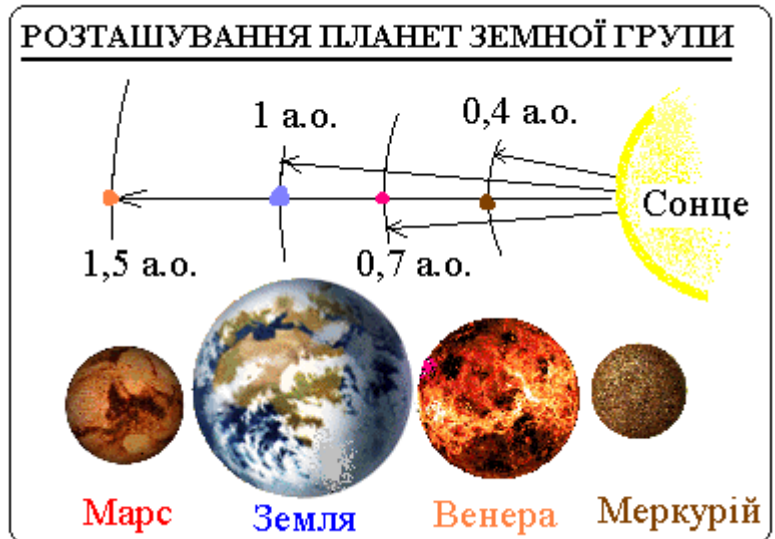 РОЗТАШУВАННЯ ПЛАНЕТ ЗЕМНОЇ ГРУПИ
1 а.о.
0,4 а.о.
Сонце
1,5 а.о.
0,7 а.о.
Марс
Земля
Венера
Меркурій